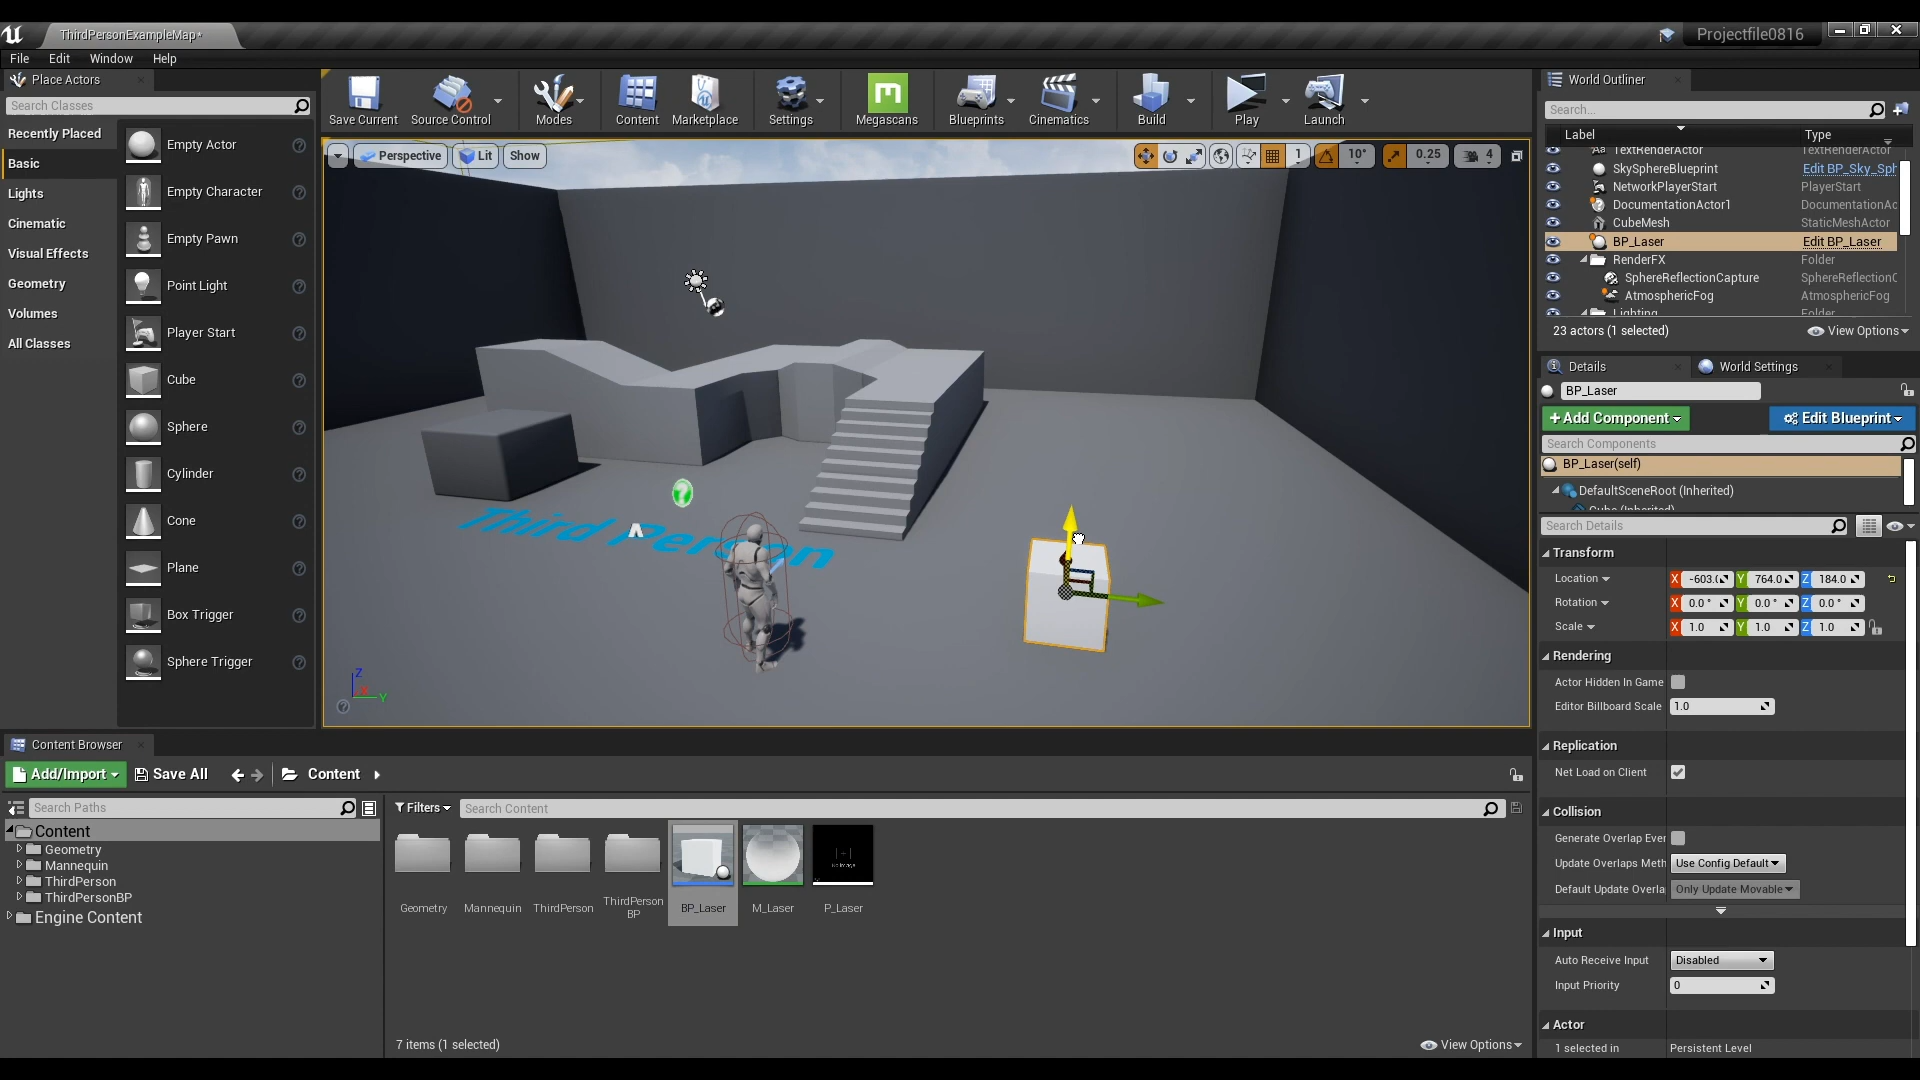 ThirdPersonExampleMap*
Projectfile0816
File Edit Window Help
Place Actors
Search Classes
Recently Placed
Basic
Lights
Cinematic
Visual Effects
Geometry
Volumes
All Classes
Empty Actor
Empty Character
Empty Pawn
Point Light
Player Start
Cube
Sphere
Cylinder
Cone
Plane
Box Trigger
Sphere Trigger
Save Current Source Control Modes Content Marketplace Settings Megascans Blueprints Cinematics Build Play Launch
Perspective Lit Show
1 10° 0.25 4
Third Person
Z
X Y
World Outliner
Search...
Label Type
TextRenderActor TextRenderActor
SkySphereBlueprint Edit BP_Sky_Sph
NetworkPlayerStart PlayerStart
DocumentationActor1 DocumentationAc
CubeMesh StaticMeshActor
BP_Laser Edit BP_Laser
RenderFX Folder
SphereReflectionCapture SphereReflectionC
AtmosphericFog AtmosphericFog
Lighting Folder
23 actors (1 selected) View Options
Details World Settings
BP_Laser
+Add Component Edit Blueprint
Search Components
BP_Laser(self)
DefaultSceneRoot (Inherited)
Cube (Inherited)
Search Details
Transform
Location X -603.( Y 764.0 Z 184.0
Rotation X 0.0 ° Y 0.0 ° Z 0.0 °
Scale X 1.0 Y 1.0 Z 1.0
Rendering
Actor Hidden In Game
Editor Billboard Scale 1.0
Replication
Net Load on Client
Collision
Generate Overlap Ever
Update Overlaps Meth Use Config Default
Default Update Overla Only Update Movable
Input
Auto Receive Input Disabled
Input Priority 0
Actor
1 selected in Persistent Level
Content Browser
Add/Import Save All Content
Search Paths
Content
Geometry
Mannequin
ThirdPerson
ThirdPersonBP
Engine Content
Filters Search Content
Geometry Mannequin ThirdPerson ThirdPerson BP BP_Laser M_Laser P_Laser
7 items (1 selected) View Options